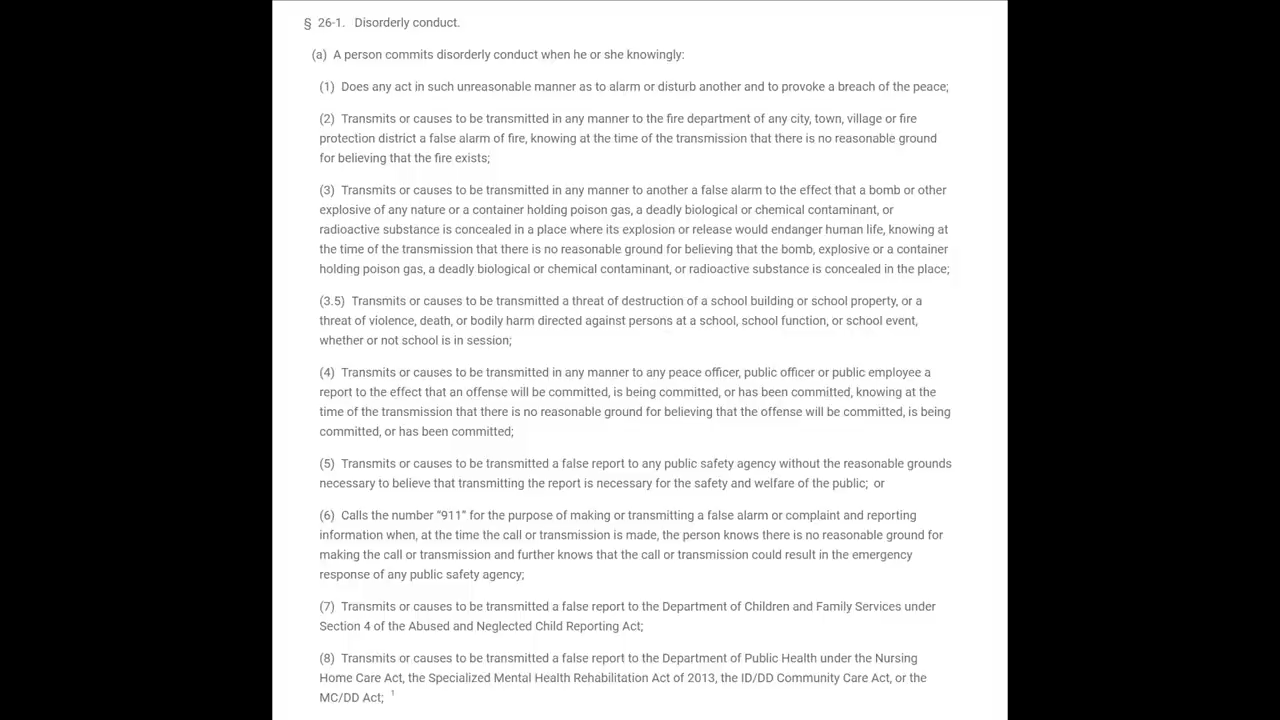 § 26-1. Disorderly conduct.
(a) A person commits disorderly conduct when he or she knowingly:
(1) Does any act in such unreasonable manner as to alarm or disturb another and to provoke a breach of the peace;
(2) Transmits or causes to be transmitted in any manner to the fire department of any city, town, village or fire
protection district a false alarm of fire, knowing at the time of the transmission that there is no reasonable ground
for believing that the fire exists;
(3) Transmits or causes to be transmitted in any manner to another a false alarm to the effect that a bomb or other
explosive of any nature or a container holding poison gas, a deadly biological or chemical contaminant, or
radioactive substance is concealed in a place where its explosion or release would endanger human life, knowing at
the time of the transmission that there is no reasonable ground for believing that the bomb, explosive or a container
holding poison gas, a deadly biological or chemical contaminant, or radioactive substance is concealed in the place;
(3.5) Transmits or causes to be transmitted a threat of destruction of a school building or school property, or a
threat of violence, death, or bodily harm directed against persons at a school, school function, or school event,
whether or not school is in session;
(4) Transmits or causes to be transmitted in any manner to any peace officer, public officer or public employee a
report to the effect that an offense will be committed, is being committed, or has been committed, knowing at the
time of the transmission that there is no reasonable ground for believing that the offense will be committed, is being
committed, or has been committed;
(5) Transmits or causes to be transmitted a false report to any public safety agency without the reasonable grounds
necessary to believe that transmitting the report is necessary for the safety and welfare of the public; or
(6) Calls the number “911” for the purpose of making or transmitting a false alarm or complaint and reporting
information when, at the time the call or transmission is made, the person knows there is no reasonable ground for
making the call or transmission and further knows that the call or transmission could result in the emergency
response of any public safety agency;
(7) Transmits or causes to be transmitted a false report to the Department of Children and Family Services under
Section 4 of the Abused and Neglected Child Reporting Act;
(8) Transmits or causes to be transmitted a false report to the Department of Public Health under the Nursing
Home Care Act, the Specialized Mental Health Rehabilitation Act of 2013, the ID/DD Community Care Act, or the
MC/DD Act; 1